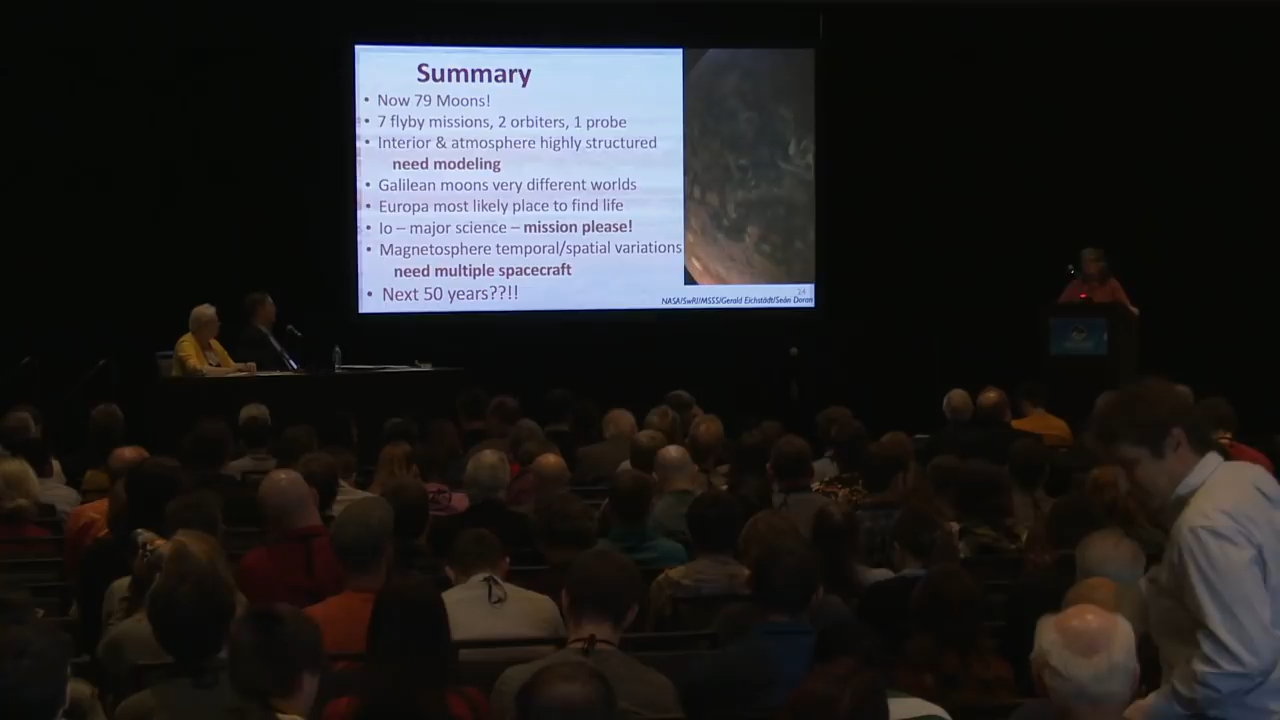 Summary
• Now 79 Moons!
• 7 flyby missions, 2 orbiters, 1 probe
• Interior & atmosphere highly structured
need modeling
• Galilean moons very different worlds
• Europa most likely place to find life
• Io – major science – mission please!
• Magnetosphere temporal/spatial variations
need multiple spacecraft
• Next 50 years??!!
24
NASA/SwRI/MSSS/Gerald Eichstädt/Seán Doran